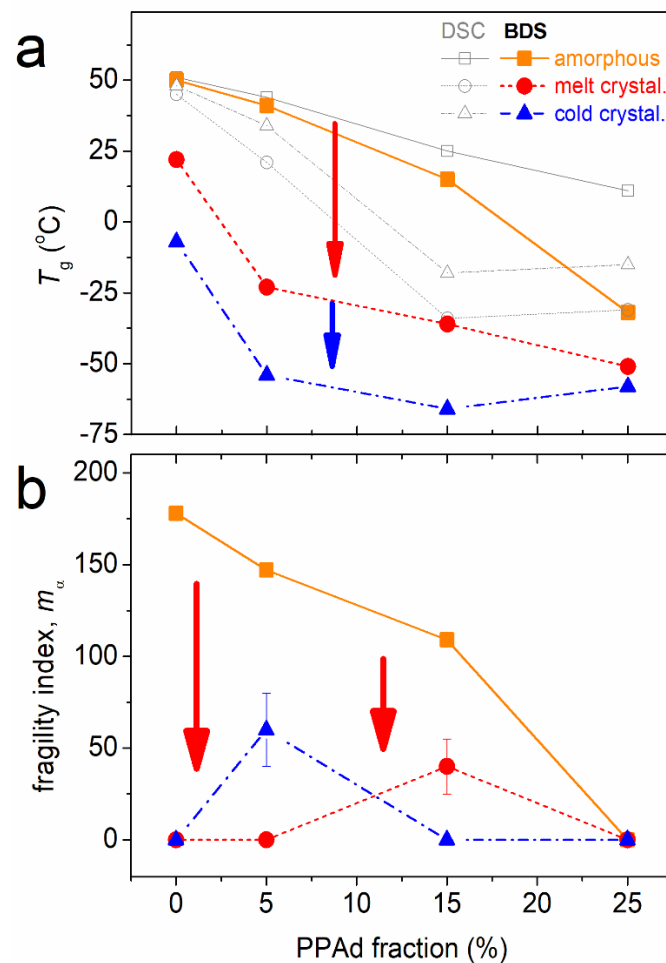 a
DSC BDS
amorphous
melt crystal.
cold crystal.
50
25
0
-25
-50
-75
Tg (°C)
b
200
150
100
50
0
fragility index, mα
0 5 10 15 20 25
PPAd fraction (%)